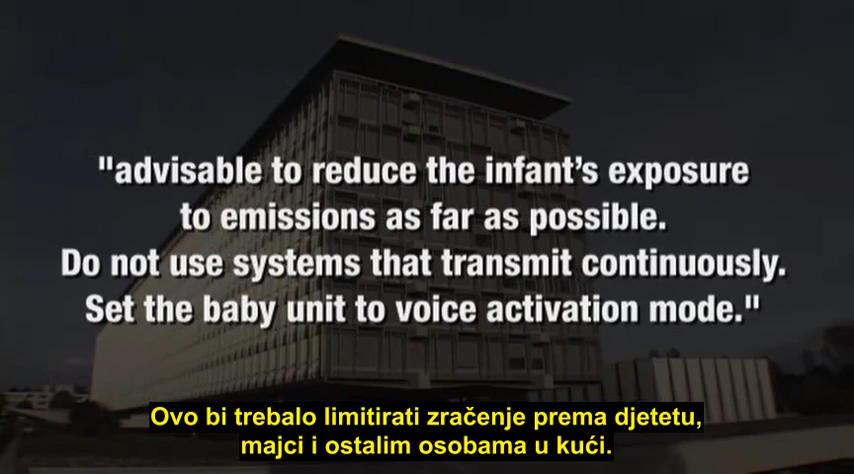 "advisable to reduce the infant's exposure
to emissions as far as possible.
Do not use systems that transmit continuously.
Set the baby unit to voice activation mode."
Ovo bi trebalo limitirati zračenje prema djetetu,
majci i ostalim osobama u kući.